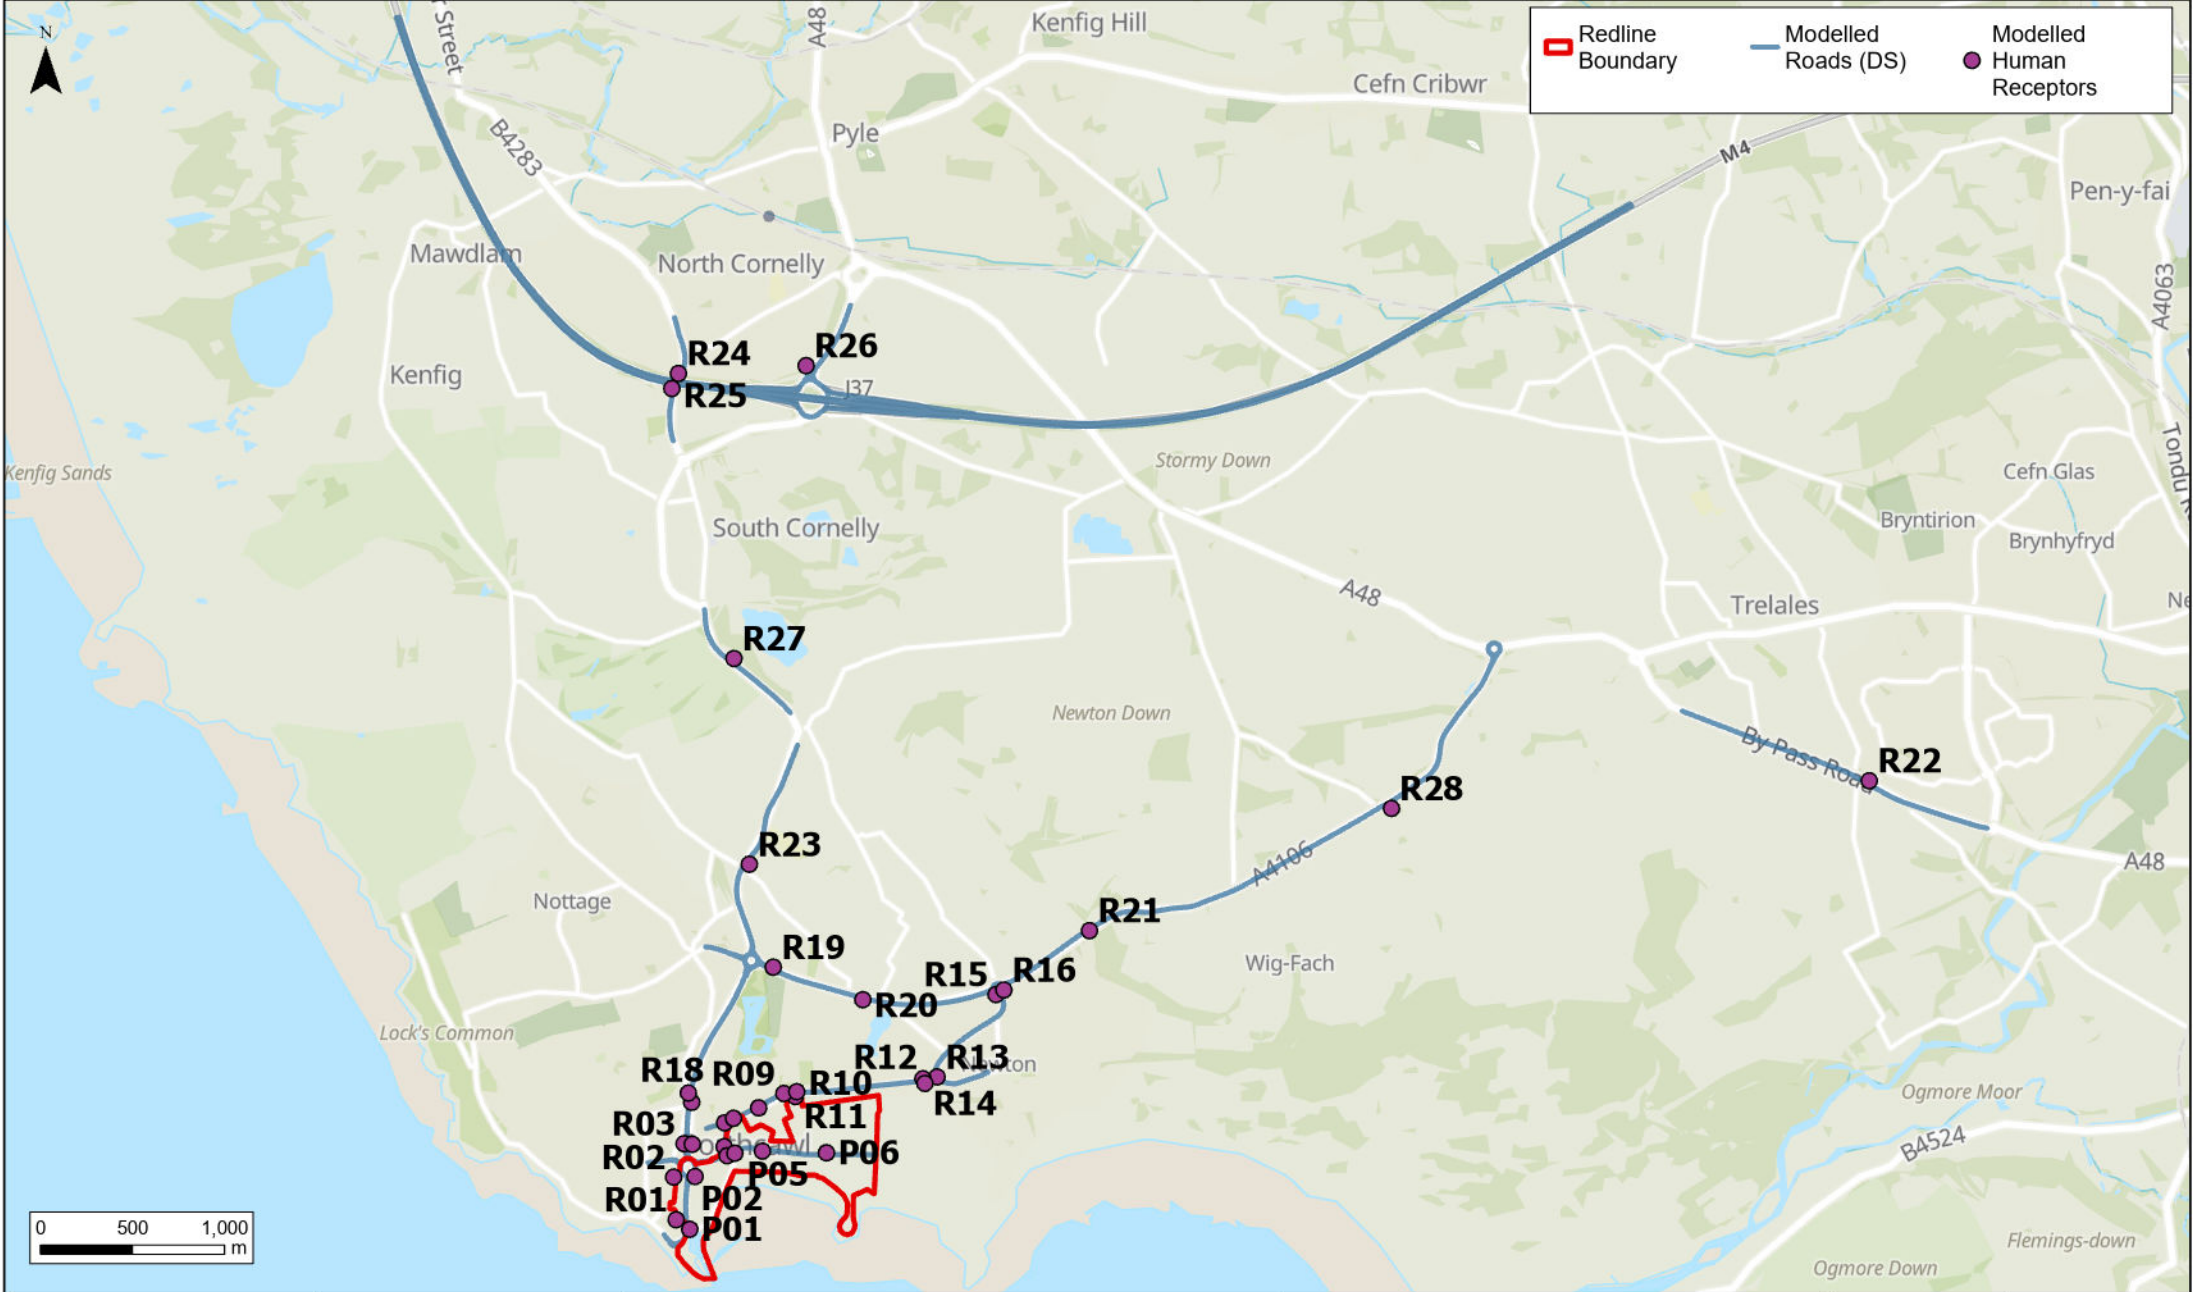 N
r Street
A48
Kenfig Hill
Redline
Boundary
Modelled
Roads (DS)
Modelled
Human
Receptors
Cefn Cribwr
B4283
Pyle
M4
Pen-y-fai
Mawdlam
North Cornelly
A4063
R24
R26
R25
J37
Kenfig
Kenfig Sands
Stormy Down
Tondu R
Cefn Glas
South Cornelly
Bryntirion
Brynhyfryd
A48
Trelales
Ne
R27
Newton Down
By Pass Road
R22
R28
R23
A4106
A48
Nottage
R21
R19
R15
R16
Wig-Fach
R20
Lock's Common
R18
R09
R12
R13
Newton
R10
R14
R11
Ogmore Moor
R03
R02
P06
B4524
P05
R01
P02
P01
0 500 1,000
m
Flemings-down
Ogmore Down